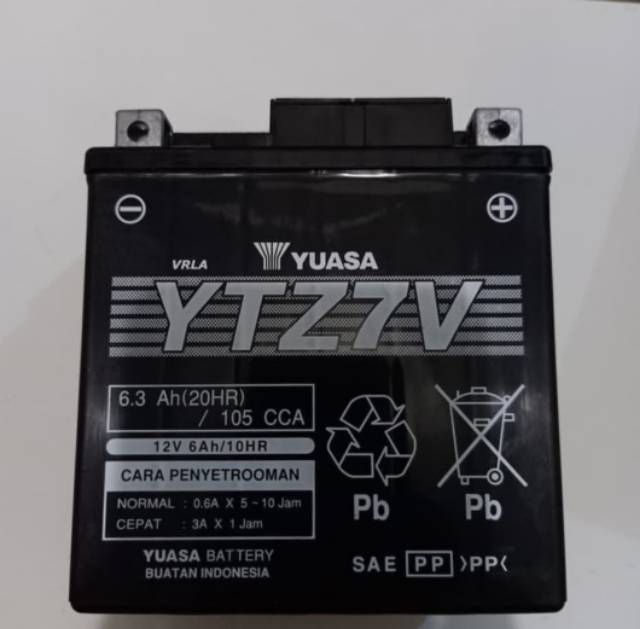 VRLA YUASA
YTZ7V
6.3 Ah(20HR)
/ 105 CCA
12V 6Ah/10HR
CARA PENYETROOMAN
NORMAL : 0.6A X 5 ~ 10 Jam
CEPAT : 3A X 1 Jam
YUASA BATTERY
BUATAN INDONESIA
Pb
Pb
SAE PP >PP<